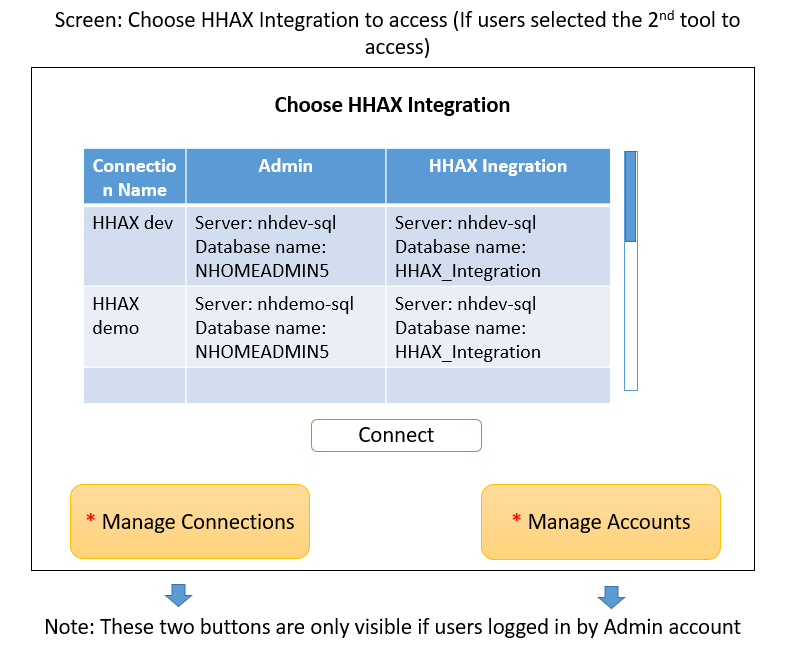 Screen: Choose HHAX Integration to access (If users selected the 2nd tool to
access)
Choose HHAX Integration
Connectio
n Name
Admin
HHAX Inegration
HHAX dev
Server: nhdev-sql
Database name:
NHOMEADMIN5
Server: nhdev-sql
Database name:
HHAX_Integration
HHAX
demo
Server: nhdemo-sql
Database name:
NHOMEADMIN5
Server: nhdev-sql
Database name:
HHAX_Integration
Connect
* Manage Connections
* Manage Accounts
Note: These two buttons are only visible if users logged in by Admin account